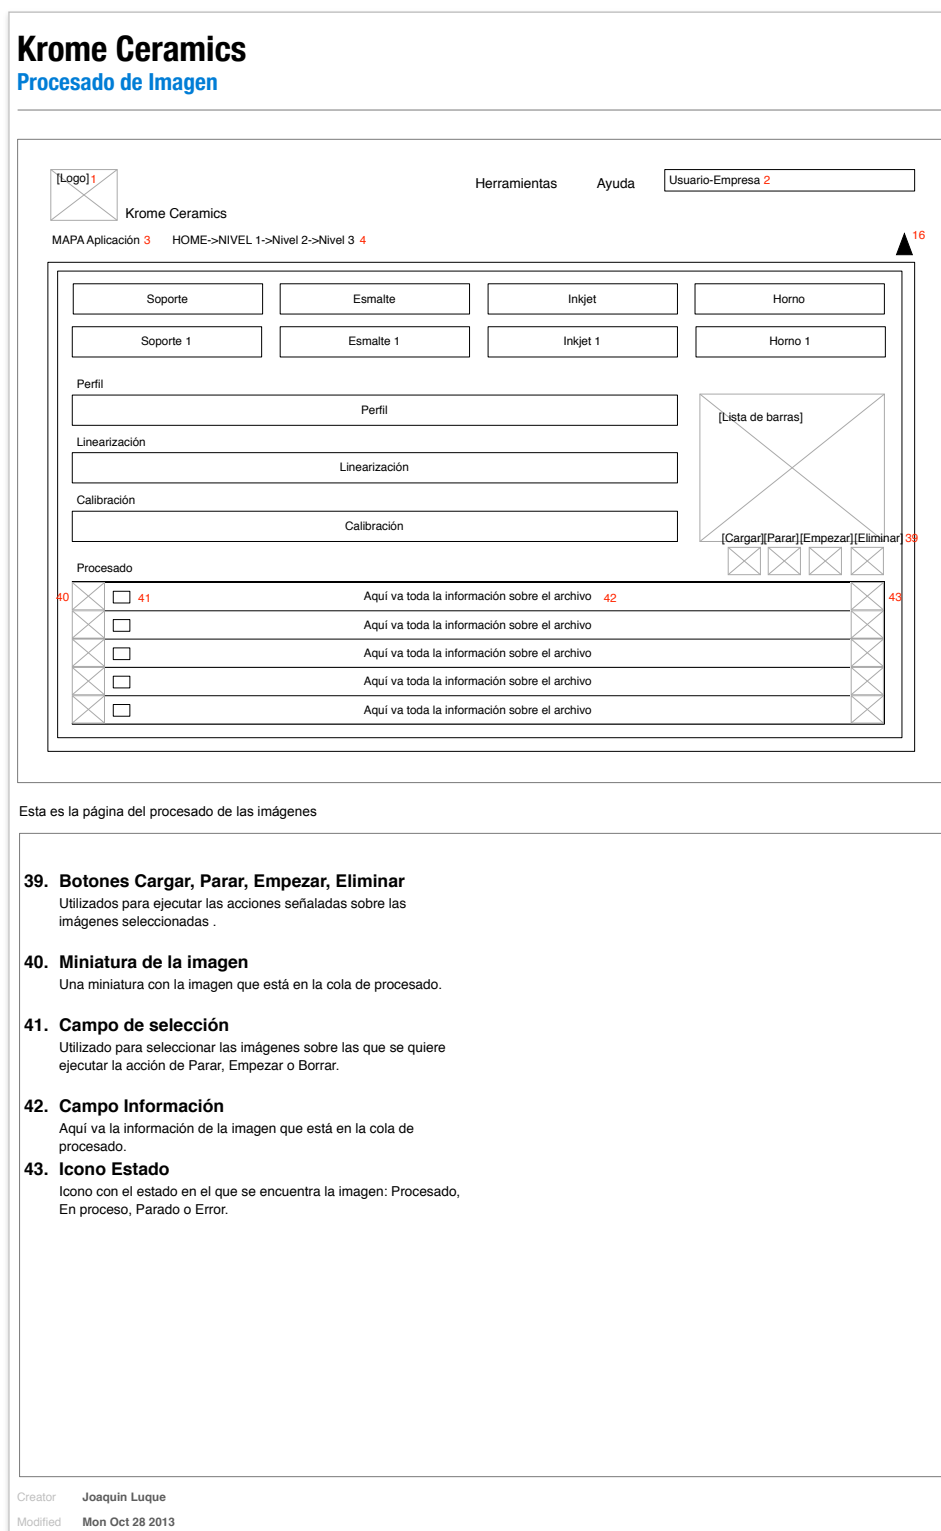 Krome Ceramics
Procesado de Imagen
[Logo] 1
Herramientas Ayuda Usuario-Empresa 2
Krome Ceramics
MAPA Aplicación 3 HOME->NIVEL 1->Nivel 2->Nivel 3 4 16
Soporte Esmalte Inkjet Horno
Soporte 1 Esmalte 1 Inkjet 1 Horno 1
Perfil
Perfil
[Lista de barras]
Linearización
Linearización
Calibración
Calibración
[Cargar][Parar][Empezar][Eliminar] 39
Procesado
40 41 Aquí va toda la información sobre el archivo 42 43
Aquí va toda la información sobre el archivo
Aquí va toda la información sobre el archivo
Aquí va toda la información sobre el archivo
Aquí va toda la información sobre el archivo
Esta es la página del procesado de las imágenes
39. Botones Cargar, Parar, Empezar, Eliminar
Utilizados para ejecutar las acciones señaladas sobre las
imágenes seleccionadas .
40. Miniatura de la imagen
Una miniatura con la imagen que está en la cola de procesado.
41. Campo de selección
Utilizado para seleccionar las imágenes sobre las que se quiere
ejecutar la acción de Parar, Empezar o Borrar.
42. Campo Información
Aquí va la información de la imagen que está en la cola de
procesado.
43. Icono Estado
Icono con el estado en el que se encuentra la imagen: Procesado,
En proceso, Parado o Error.
Creator Joaquin Luque
Modified Mon Oct 28 2013